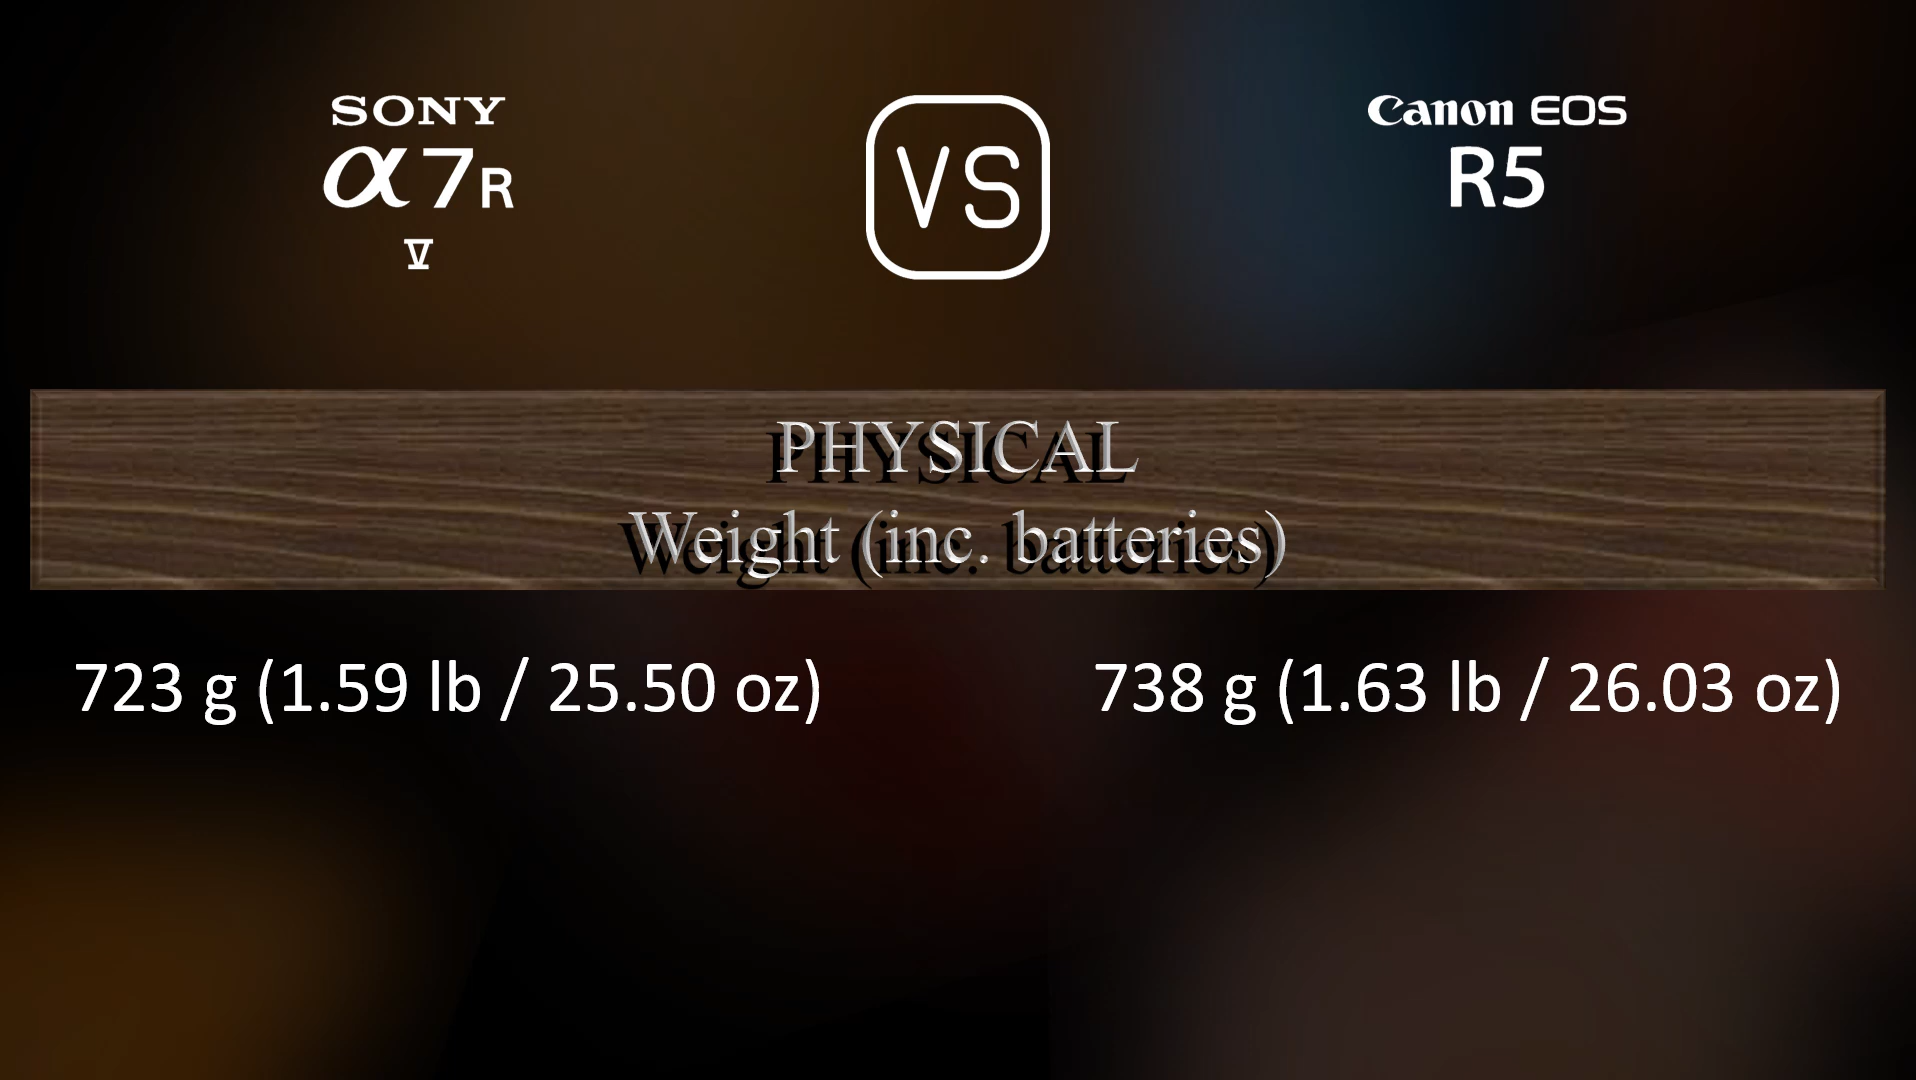 SONY
α7R
V
VS
Canon EOS
R5
PHYSICAL
Weight (inc. batteries)
723 g (1.59 lb / 25.50 oz)
738 g (1.63 lb / 26.03 oz)